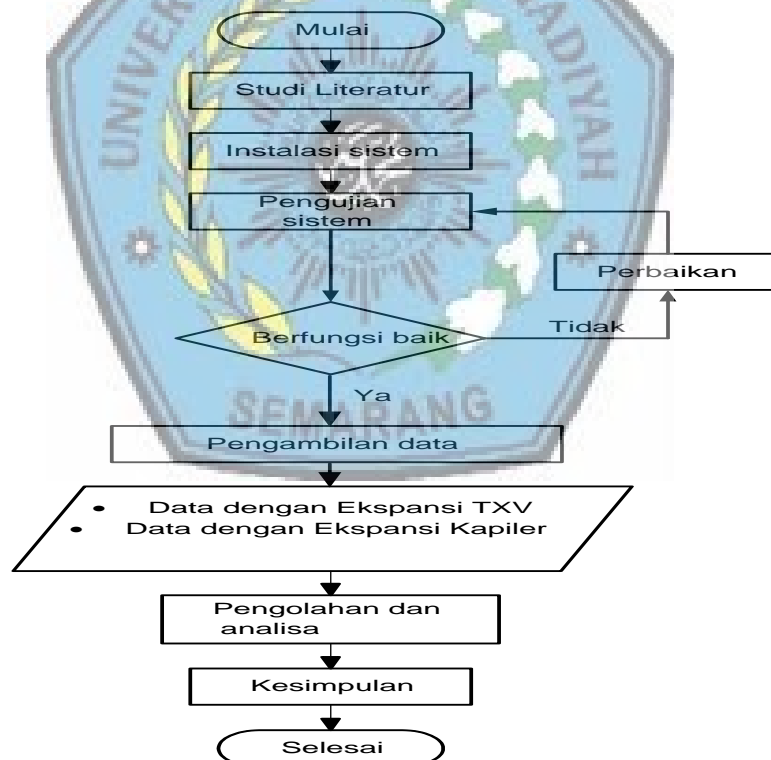 Mulai
Studi Literatur
Instalasi sistem
Pengujian
sistem
Perbaikan
Berfungsi baik
Tidak
Ya
SEMARANG
Pengambilan data
• Data dengan Ekspansi TXV
• Data dengan Ekspansi Kapiler
Pengolahan dan
analisa
Kesimpulan
Selesai